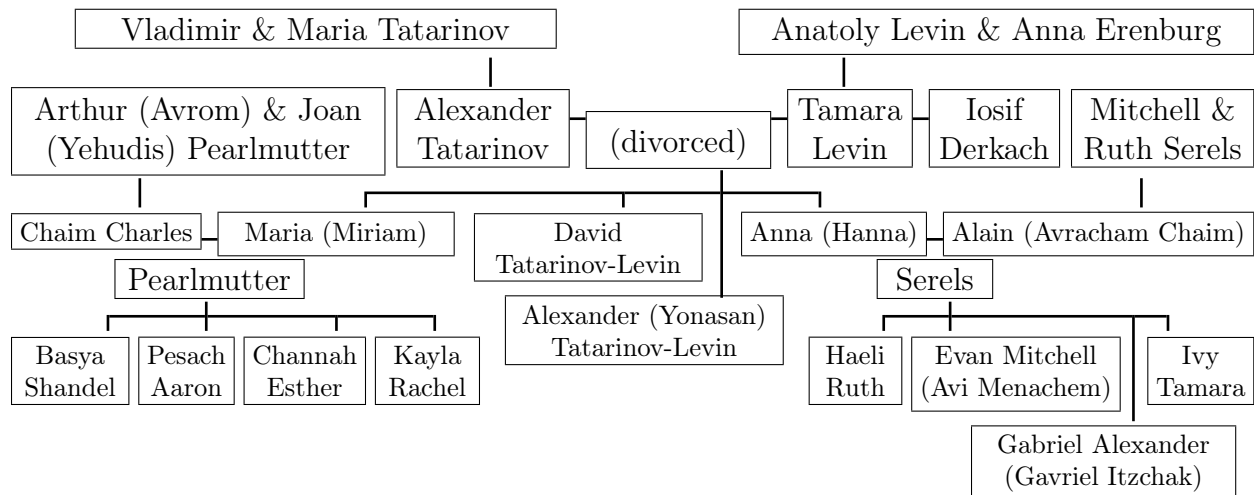 Vladimir & Maria Tatarinov
Anatoly Levin & Anna Erenburg
Arthur (Avrom) & Joan
(Yehudis) Pearlmutter
Alexander
Tatarinov
(divorced)
Tamara
Levin
Iosif
Derkach
Mitchell &
Ruth Serels
Chaim Charles
Maria (Miriam)
David
Tatarinov-Levin
Anna (Hanna)
Alain (Avracham Chaim)
Pearlmutter
Serels
Alexander (Yonasan)
Tatarinov-Levin
Basya
Shandel
Pesach
Aaron
Channah
Esther
Kayla
Rachel
Haeli
Ruth
Evan Mitchell
(Avi Menachem)
Ivy
Tamara
Gabriel Alexander
(Gavriel Itzchak)